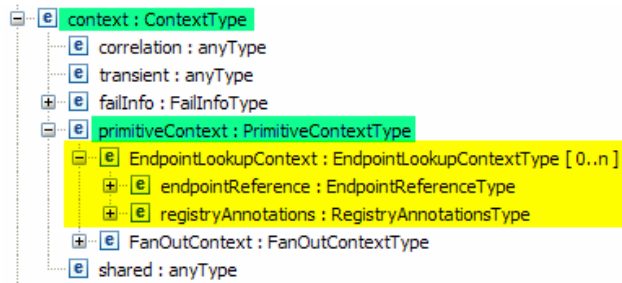 e context : ContextType
e correlation : anyType
e transient : anyType
e failInfo : FailInfoType
e primitiveContext : PrimitiveContextType
e EndpointLookupContext : EndpointLookupContextType [ 0..n ]
e endpointReference : EndpointReferenceType
e registryAnnotations : RegistryAnnotationsType
e FanOutContext : FanOutContextType
e shared : anyType